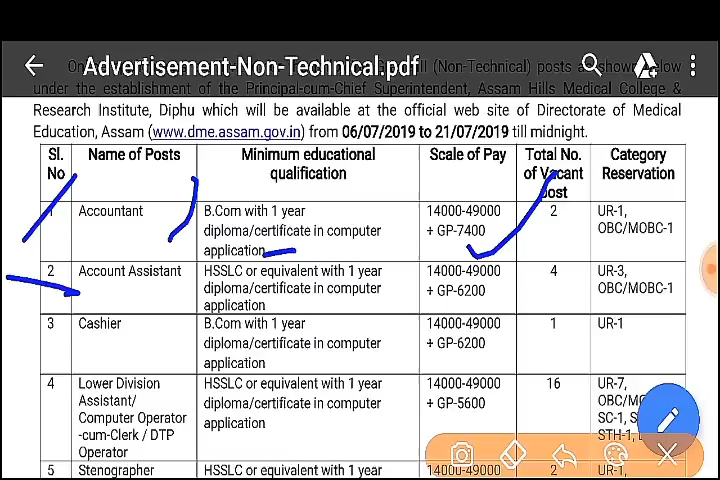 Advertisement-Non-Technical.pdf
(Non-Technical) posts as
under the establishment of the Principal-cum-Chief Superintendent, Assam Hills Medical College &
Research Institute, Diphu which will be available at the official web site of Directorate of Medical
Education, Assam (www.dme.assam.gov.in) from 06/07/2019 to 21/07/2019 till midnight.
Sl. No Name of Posts Minimum educational qualification Scale of Pay Total No. of Vacant Post Category Reservation
1 Accountant B.Com with 1 year 14000-49000 2 UR-1,
diploma/certificate in computer + GP-7400 OBC/MOBC-1
application
2 Account Assistant HSSLC or equivalent with 1 year 14000-49000 4 UR-3,
diploma/certificate in computer + GP-6200 OBC/MOBC-1
application
3 Cashier B.Com with 1 year 14000-49000 1 UR-1
diploma/certificate in computer + GP-6200
application
4 Lower Division HSSLC or equivalent with 1 year 14000-49000 16 UR-7,
Assistant/ diploma/certificate in computer + GP-5600
Computer Operator application SC-1,
-cum-Clerk / DTP STH-1,
Operator
5 Stenographer HSSLC or equivalent with 1 year 14000-49000 2 UR-1,